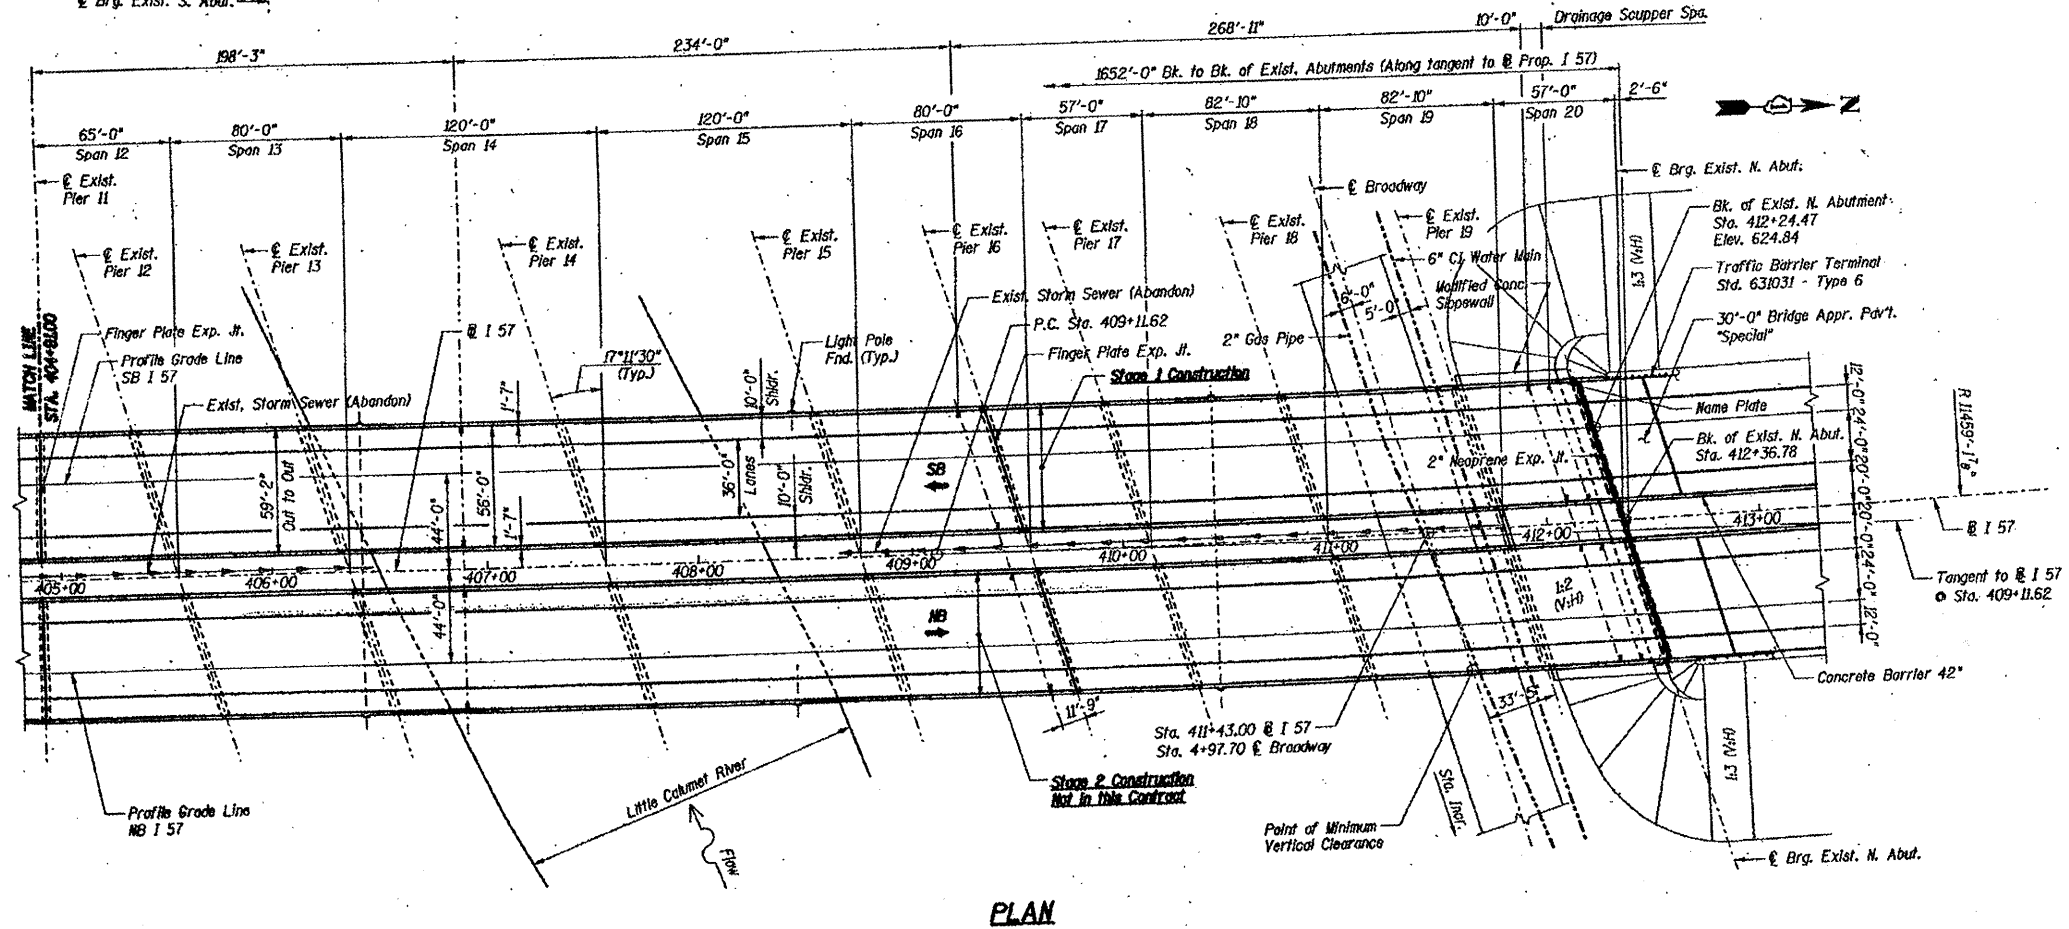 ℄ Brg. Exist. S. Abut.
198'-3"
234'-0"
268'-11"
10'-0"
Drainage Scupper Spa.
1652'-0" Bk. to Bk. of Exist. Abutments (Along tangent to ℄ Prop. I 57)
65'-0"
Span 12
80'-0"
Span 13
120'-0"
Span 14
120'-0"
Span 15
80'-0"
Span 16
57'-0"
Span 17
82'-10"
Span 18
82'-10"
Span 19
57'-0"
Span 20
2'-6"
N
℄ Exist.
Pier 11
℄ Exist.
Pier 12
℄ Exist.
Pier 13
℄ Exist.
Pier 14
℄ Exist.
Pier 15
℄ Exist.
Pier 16
℄ Exist.
Pier 17
℄ Exist.
Pier 18
℄ Broadway
℄ Exist.
Pier 19
℄ Brg. Exist. N. Abut.
Bk. of Exist. N. Abutment
Sta. 412+24.47
Elev. 624.84
Traffic Barrier Terminal
Std. 631031 - Type 6
30'-0" Bridge Appr. Pav't.
"Special"
6" C.I. Water Main
Modified Conc.
Slopewall
6'-0"
5'-0"
2" Gas Pipe
1:3 (V:H)
MATCH LINE
STA. 404+81.00
Finger Plate Exp. Jt.
Profile Grade Line
SB I 57
Exist. Storm Sewer (Abandon)
℄ I 57
17°11'30"
(Typ.)
Light Pole
Fnd. (Typ.)
Exist. Storm Sewer (Abandon)
P.C. Sta. 409+11.62
Finger Plate Exp. Jt.
Stage 1 Construction
10'-0"
Shldr.
1'-7"
59'-2"
Out to Out
44'-0"
56'-0"
1'-7"
36'-0"
Lanes
10'-0"
Shldr.
SB
2" Neoprene Exp. Jt.
Name Plate
Bk. of Exist. N. Abut.
Sta. 412+36.78
12'-0"
24'-0"
20'-0"
20'-0"
24'-0"
12'-0"
R 11459'-1 7/8"
℄ I 57
Tangent to ℄ I 57
@ Sta. 409+11.62
405+00
406+00
407+00
408+00
409+00
410+00
411+00
412+00
413+00
44'-0"
NB
1:2
(V:H)
Concrete Barrier 42"
11'-9"
33'-5"
Sta. 411+43.00 ℄ I 57
Sta. 4+97.70 ℄ Broadway
Stage 2 Construction
Not in this Contract
Sta. Incr.
1:3 (V:H)
Little Calumet River
Flow
Profile Grade Line
NB I 57
Point of Minimum
Vertical Clearance
℄ Brg. Exist. N. Abut.
PLAN